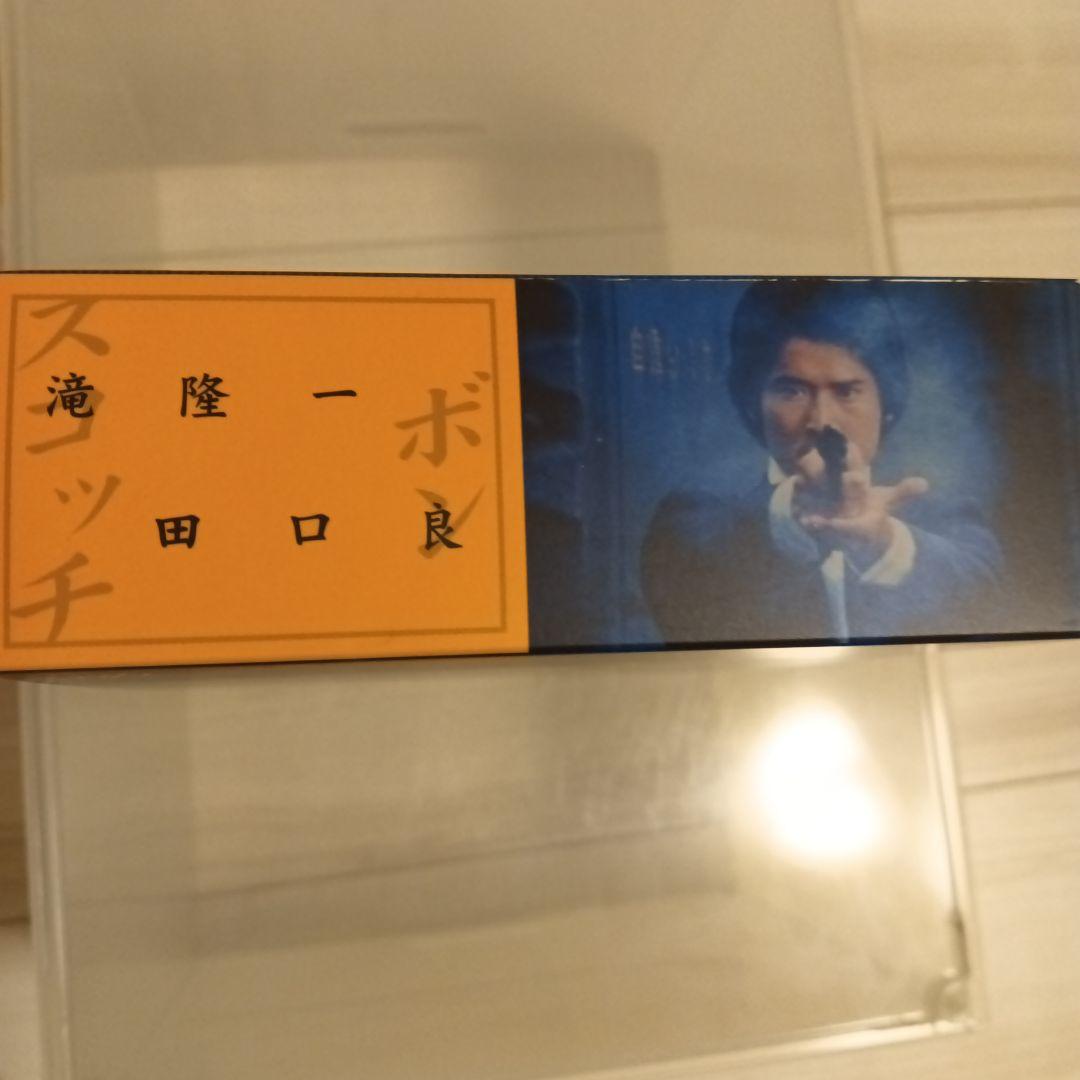 スコッチ
滝 隆 一
ボン
田 口 良